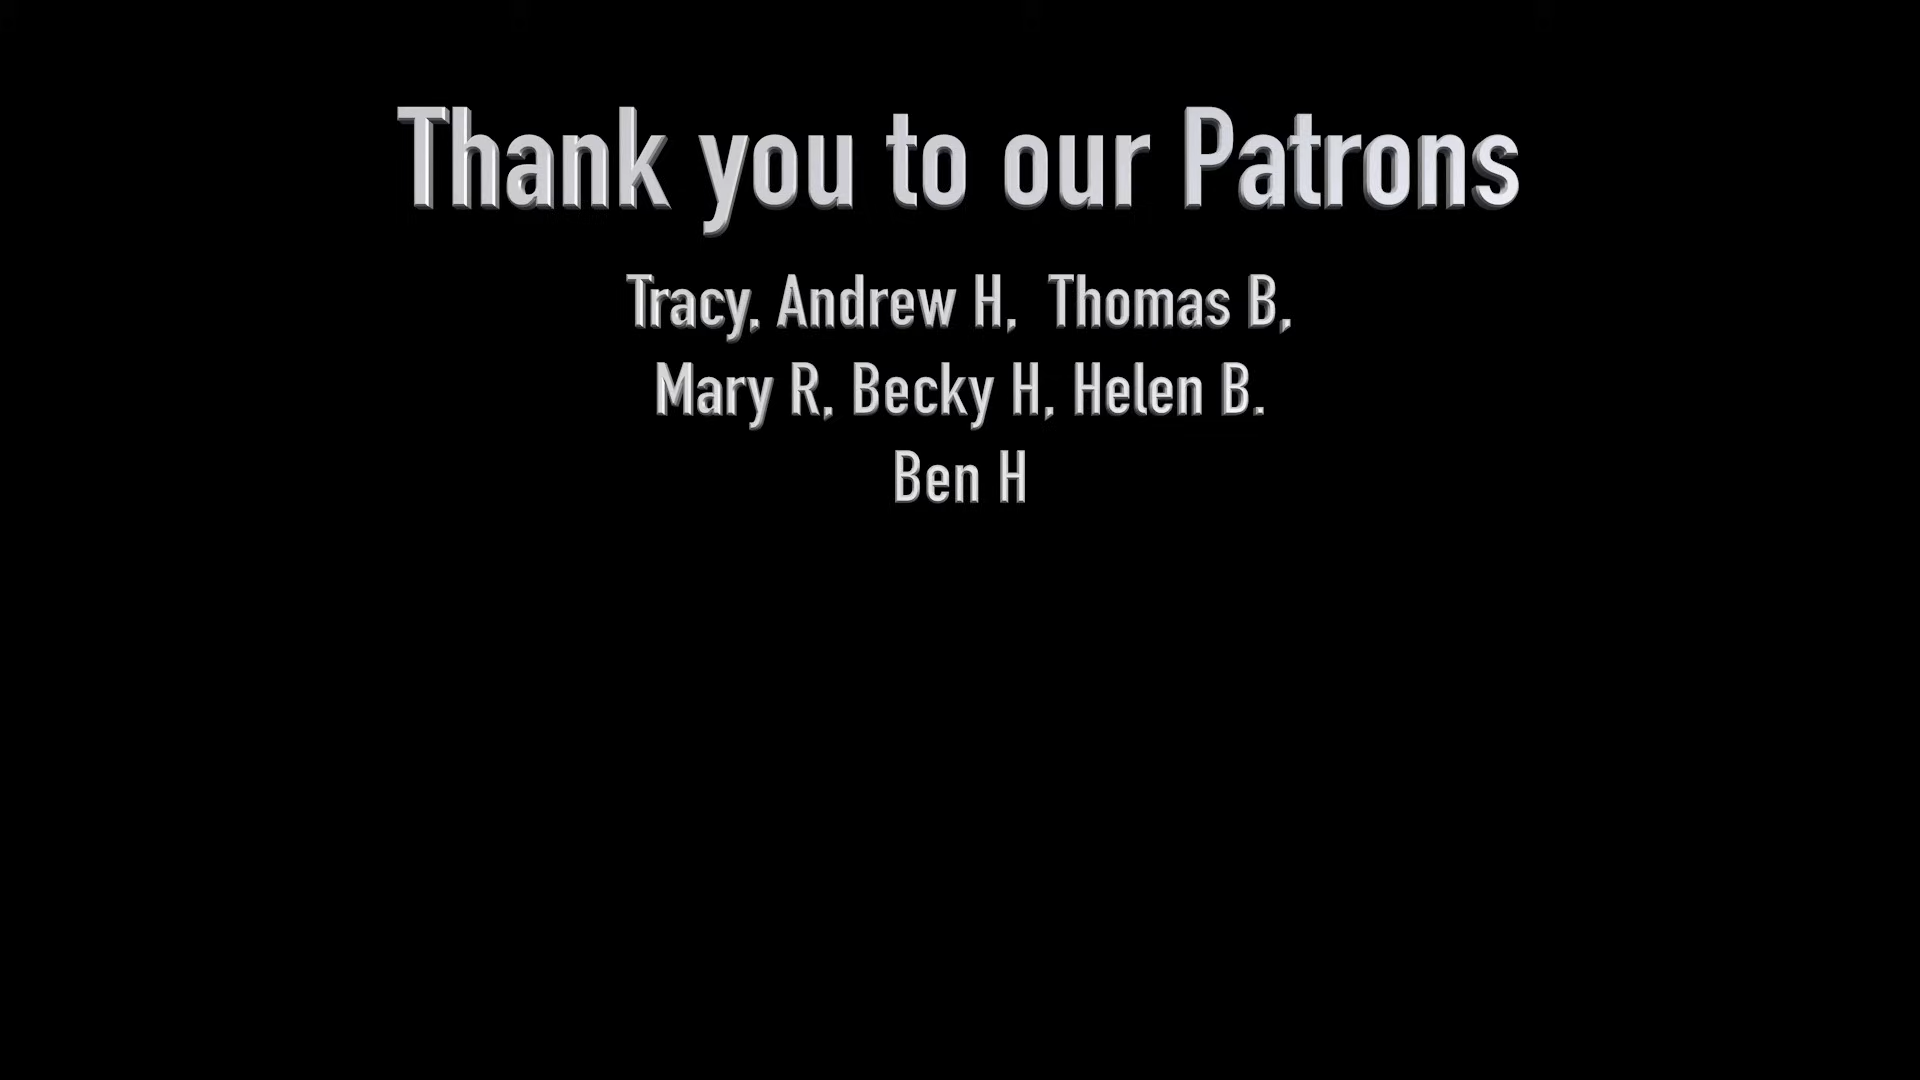 Thank you to our Patrons
Tracy, Andrew H,  Thomas B,
Mary R, Becky H, Helen B.
Ben H